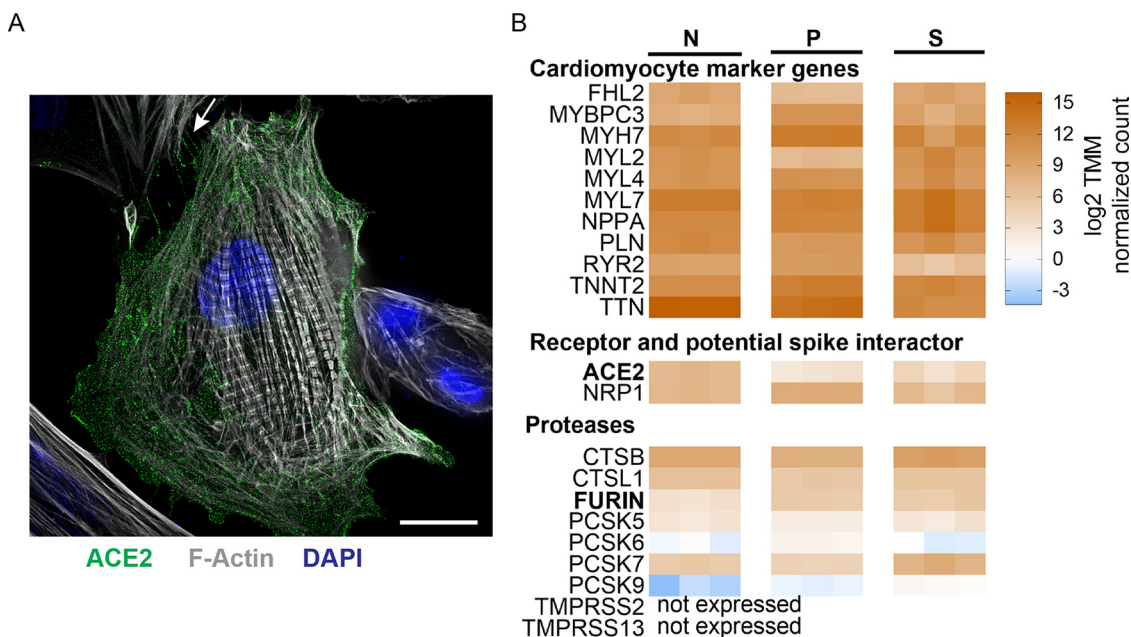 A
ACE2 F-Actin DAPI
B
N P S
Cardiomyocyte marker genes
FHL2
MYBPC3
MYH7
MYL2
MYL4
MYL7
NPPA
PLN
RYR2
TNNT2
TTN
15
12
9
6
3
0
-3
log2 TMM
normalized count
Receptor and potential spike interactor
ACE2
NRP1
Proteases
CTSB
CTSL1
FURIN
PCSK5
PCSK6
PCSK7
PCSK9
TMPRSS2 not expressed
TMPRSS13 not expressed